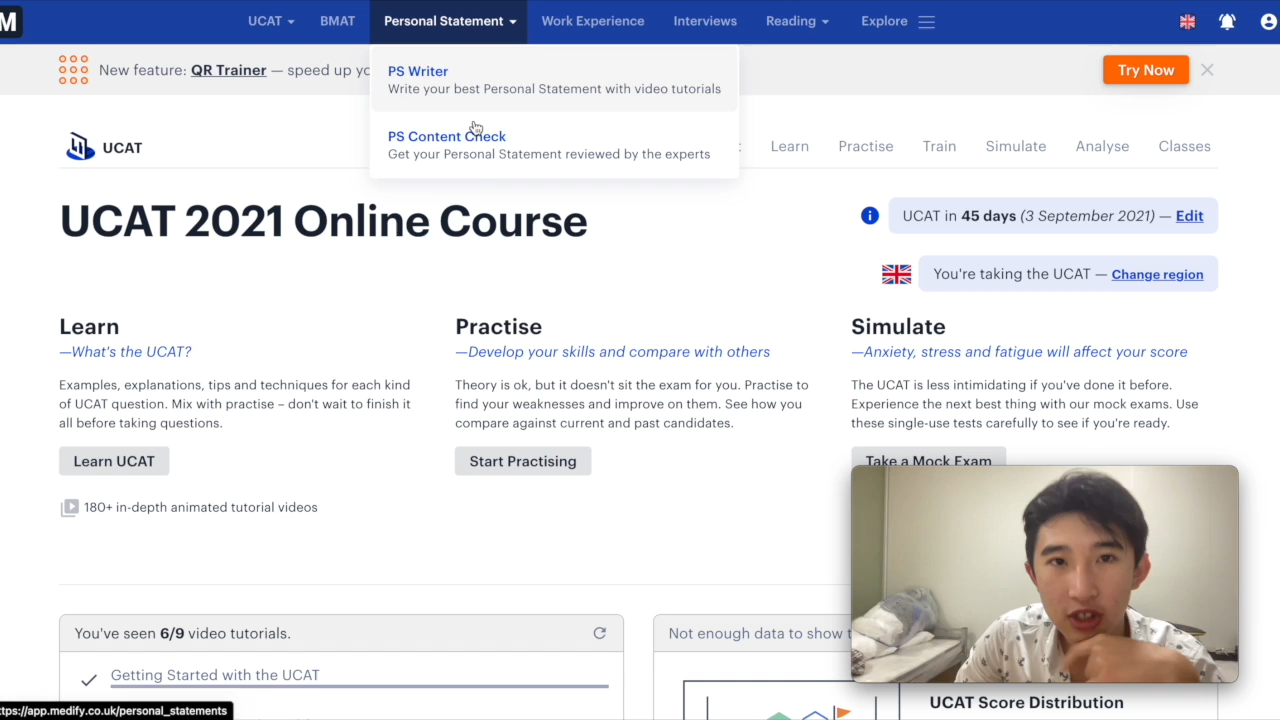 M
UCAT
BMAT
Personal Statement
Work Experience
Interviews
Reading
Explore
New feature: QR Trainer — speed up
Try Now
PS Writer
Write your best Personal Statement with video tutorials
PS Content Check
Get your Personal Statement reviewed by the experts
UCAT
Learn
Practise
Train
Simulate
Analyse
Classes
UCAT 2021 Online Course
UCAT in 45 days (3 September 2021) — Edit
You're taking the UCAT — Change region
Learn
—What's the UCAT?
Examples, explanations, tips and techniques for each kind
of UCAT question. Mix with practise – don't wait to finish it
all before taking questions.
Learn UCAT
180+ in-depth animated tutorial videos
Practise
—Develop your skills and compare with others
Theory is ok, but it doesn't sit the exam for you. Practise to
find your weaknesses and improve on them. See how you
compare against current and past candidates.
Start Practising
Simulate
—Anxiety, stress and fatigue will affect your score
The UCAT is less intimidating if you've done it before.
Experience the next best thing with our mock exams. Use
these single-use tests carefully to see if you're ready.
Take a Mock Exam
You've seen 6/9 video tutorials.
Getting Started with the UCAT
Not enough data to show
UCAT Score Distribution
ttps://app.medify.co.uk/personal_statements